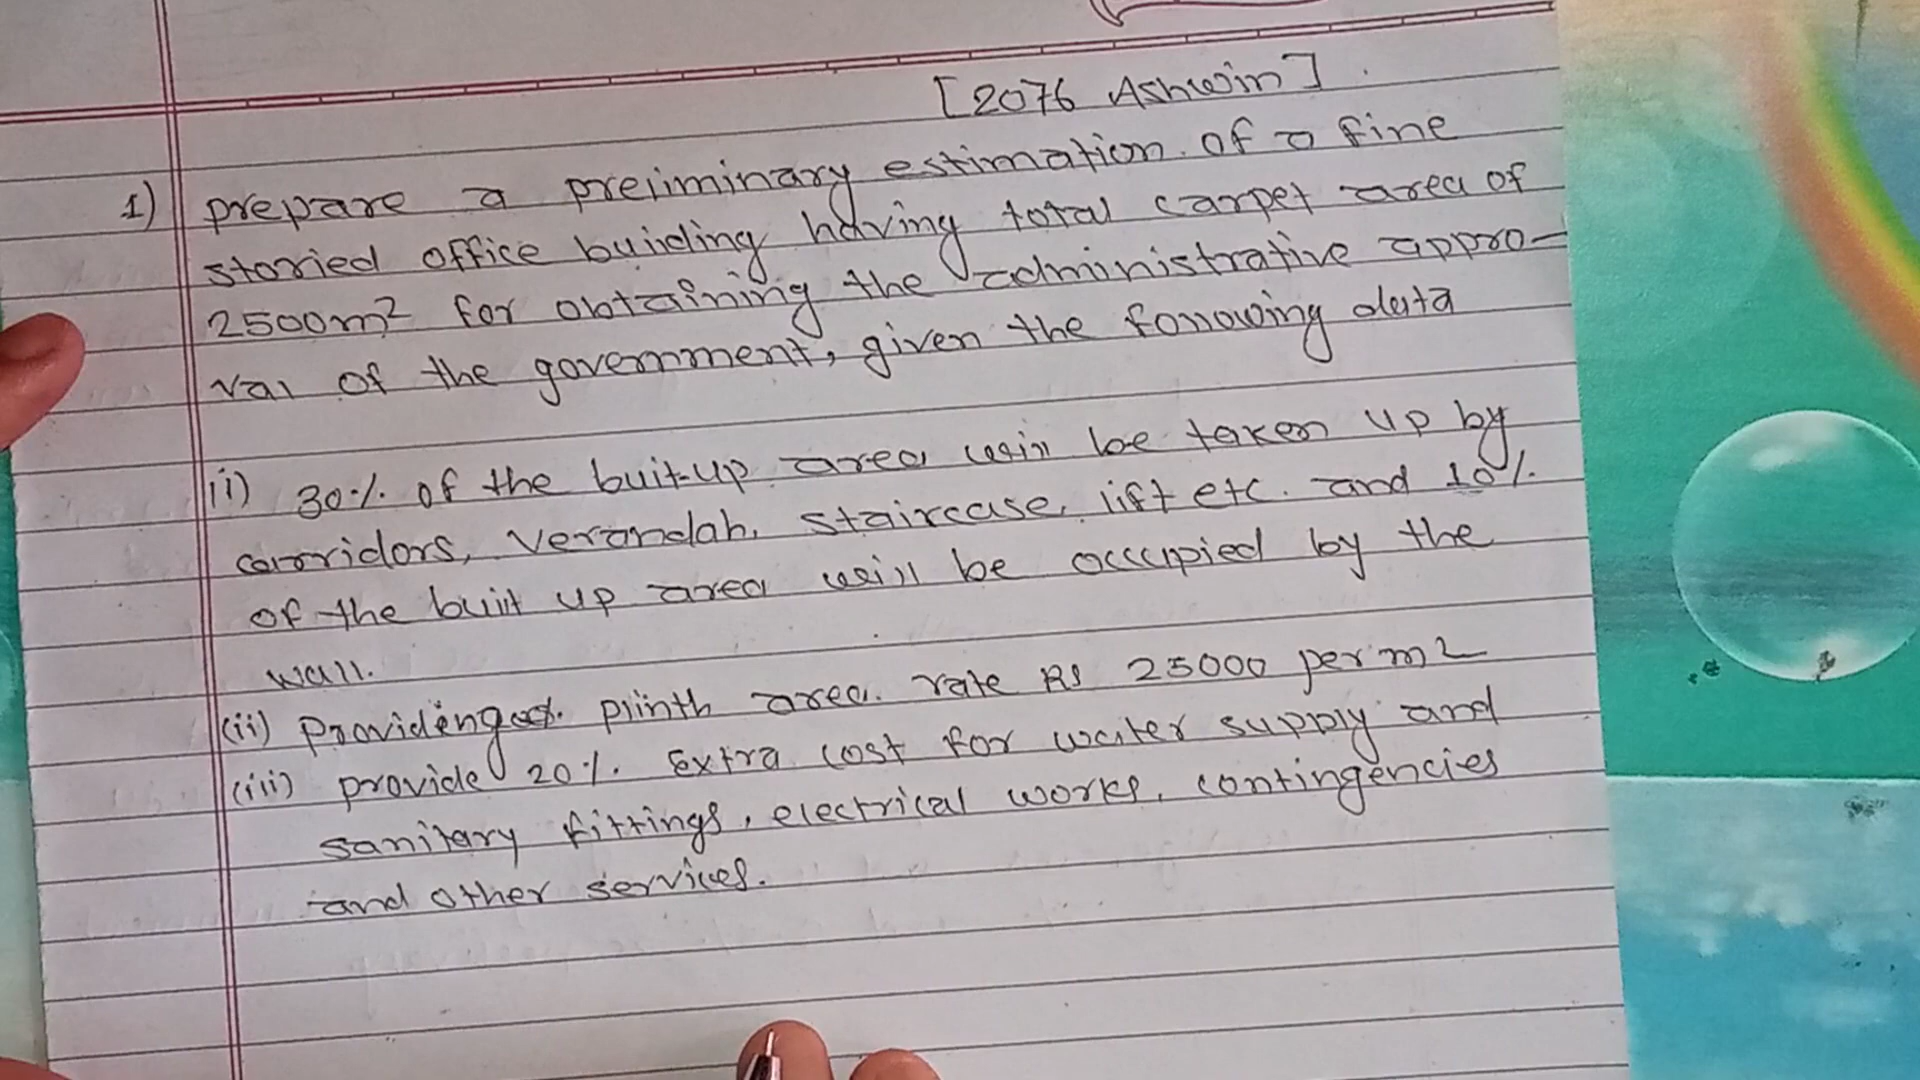 [2076 Ashwin]
1) prepare a preliminary estimation of a fine
storied office building having total carpet area of
2500m² for obtaining the administrative appro-
val of the government, given the following data
ii) 30% of the buit-up area will be taken up by
corridors, verandah, staircase, lift etc. and 10%
of the built up area will be occupied by the
wall.
(ii) Providing plinth area rate RS 25000 per m2
(iii) provide 20% Extra cost for water supply and
sanitary fittings, electrical works, contingencies
and other services.